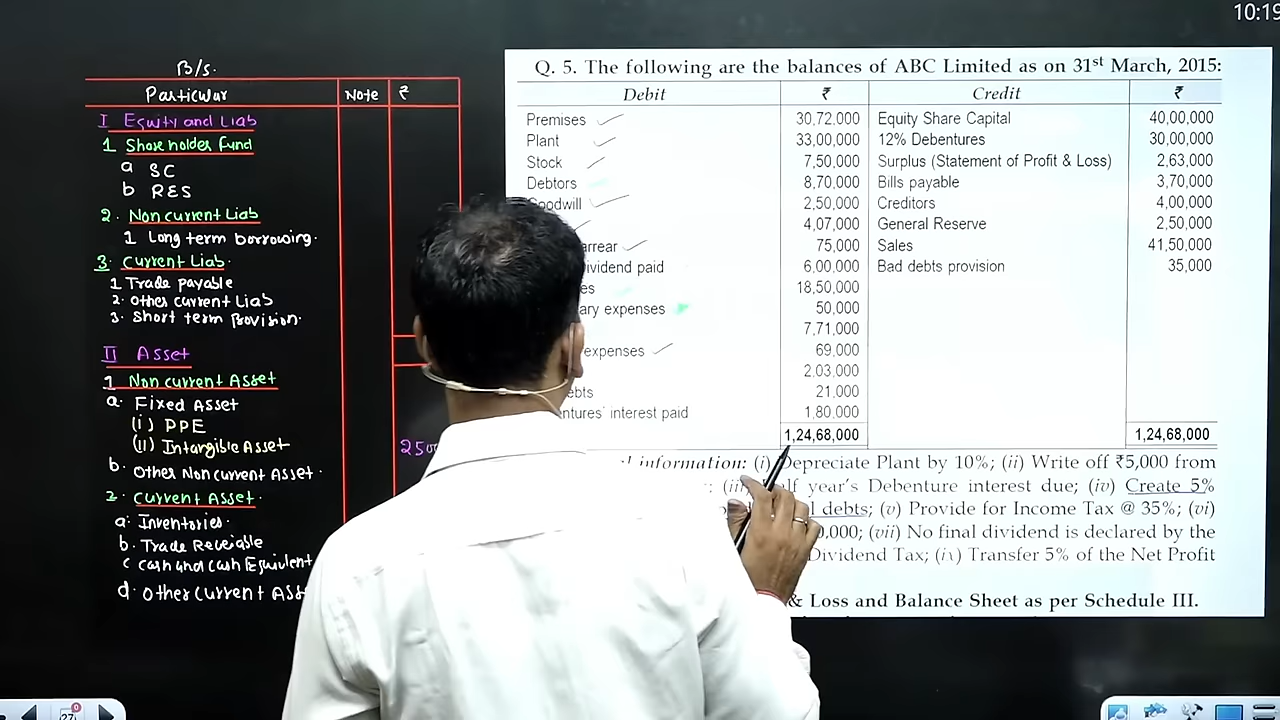 10:19
B/s.
Particular Note ₹
I Equity and Liab
1 Share holder fund
a SC
b R&S
2. Non current Liab
1 Long term borrowing.
3. Current Liab.
1 Trade payable
2. Other current Liab
3. Short term provision.
II Asset
1 Non current Asset
a. Fixed Asset
(i) PPE
(ii) Intangible Asset
b. Other Non current Asset.
2. Current Asset.
a. Inventories.
b. Trade Receiable
c cash and cash Equivalent
d. other current
Q. 5. The following are the balances of ABC Limited as on 31st March, 2015:
Debit ₹ Credit ₹
Premises 30,72,000 Equity Share Capital 40,00,000
Plant 33,00,000 12% Debentures 30,00,000
Stock 7,50,000 Surplus (Statement of Profit & Loss) 2,63,000
Debtors 8,70,000 Bills payable 3,70,000
Goodwill 2,50,000 Creditors 4,00,000
4,07,000 General Reserve 2,50,000
75,000 Sales 41,50,000
paid 6,00,000 Bad debts provision 35,000
18,50,000
expenses 50,000
7,71,000
expenses 69,000
2,03,000
21,000
interest paid 1,80,000
1,24,68,000 1,24,68,000
information: (i) Depreciate Plant by 10%; (ii) Write off ₹5,000 from
year's Debenture interest due; (iv) Create 5%
debts; (v) Provide for Income Tax @ 35%; (vi)
(vii) No final dividend is declared by the
Dividend Tax; (ix) Transfer 5% of the Net Profit
& Loss and Balance Sheet as per Schedule III.